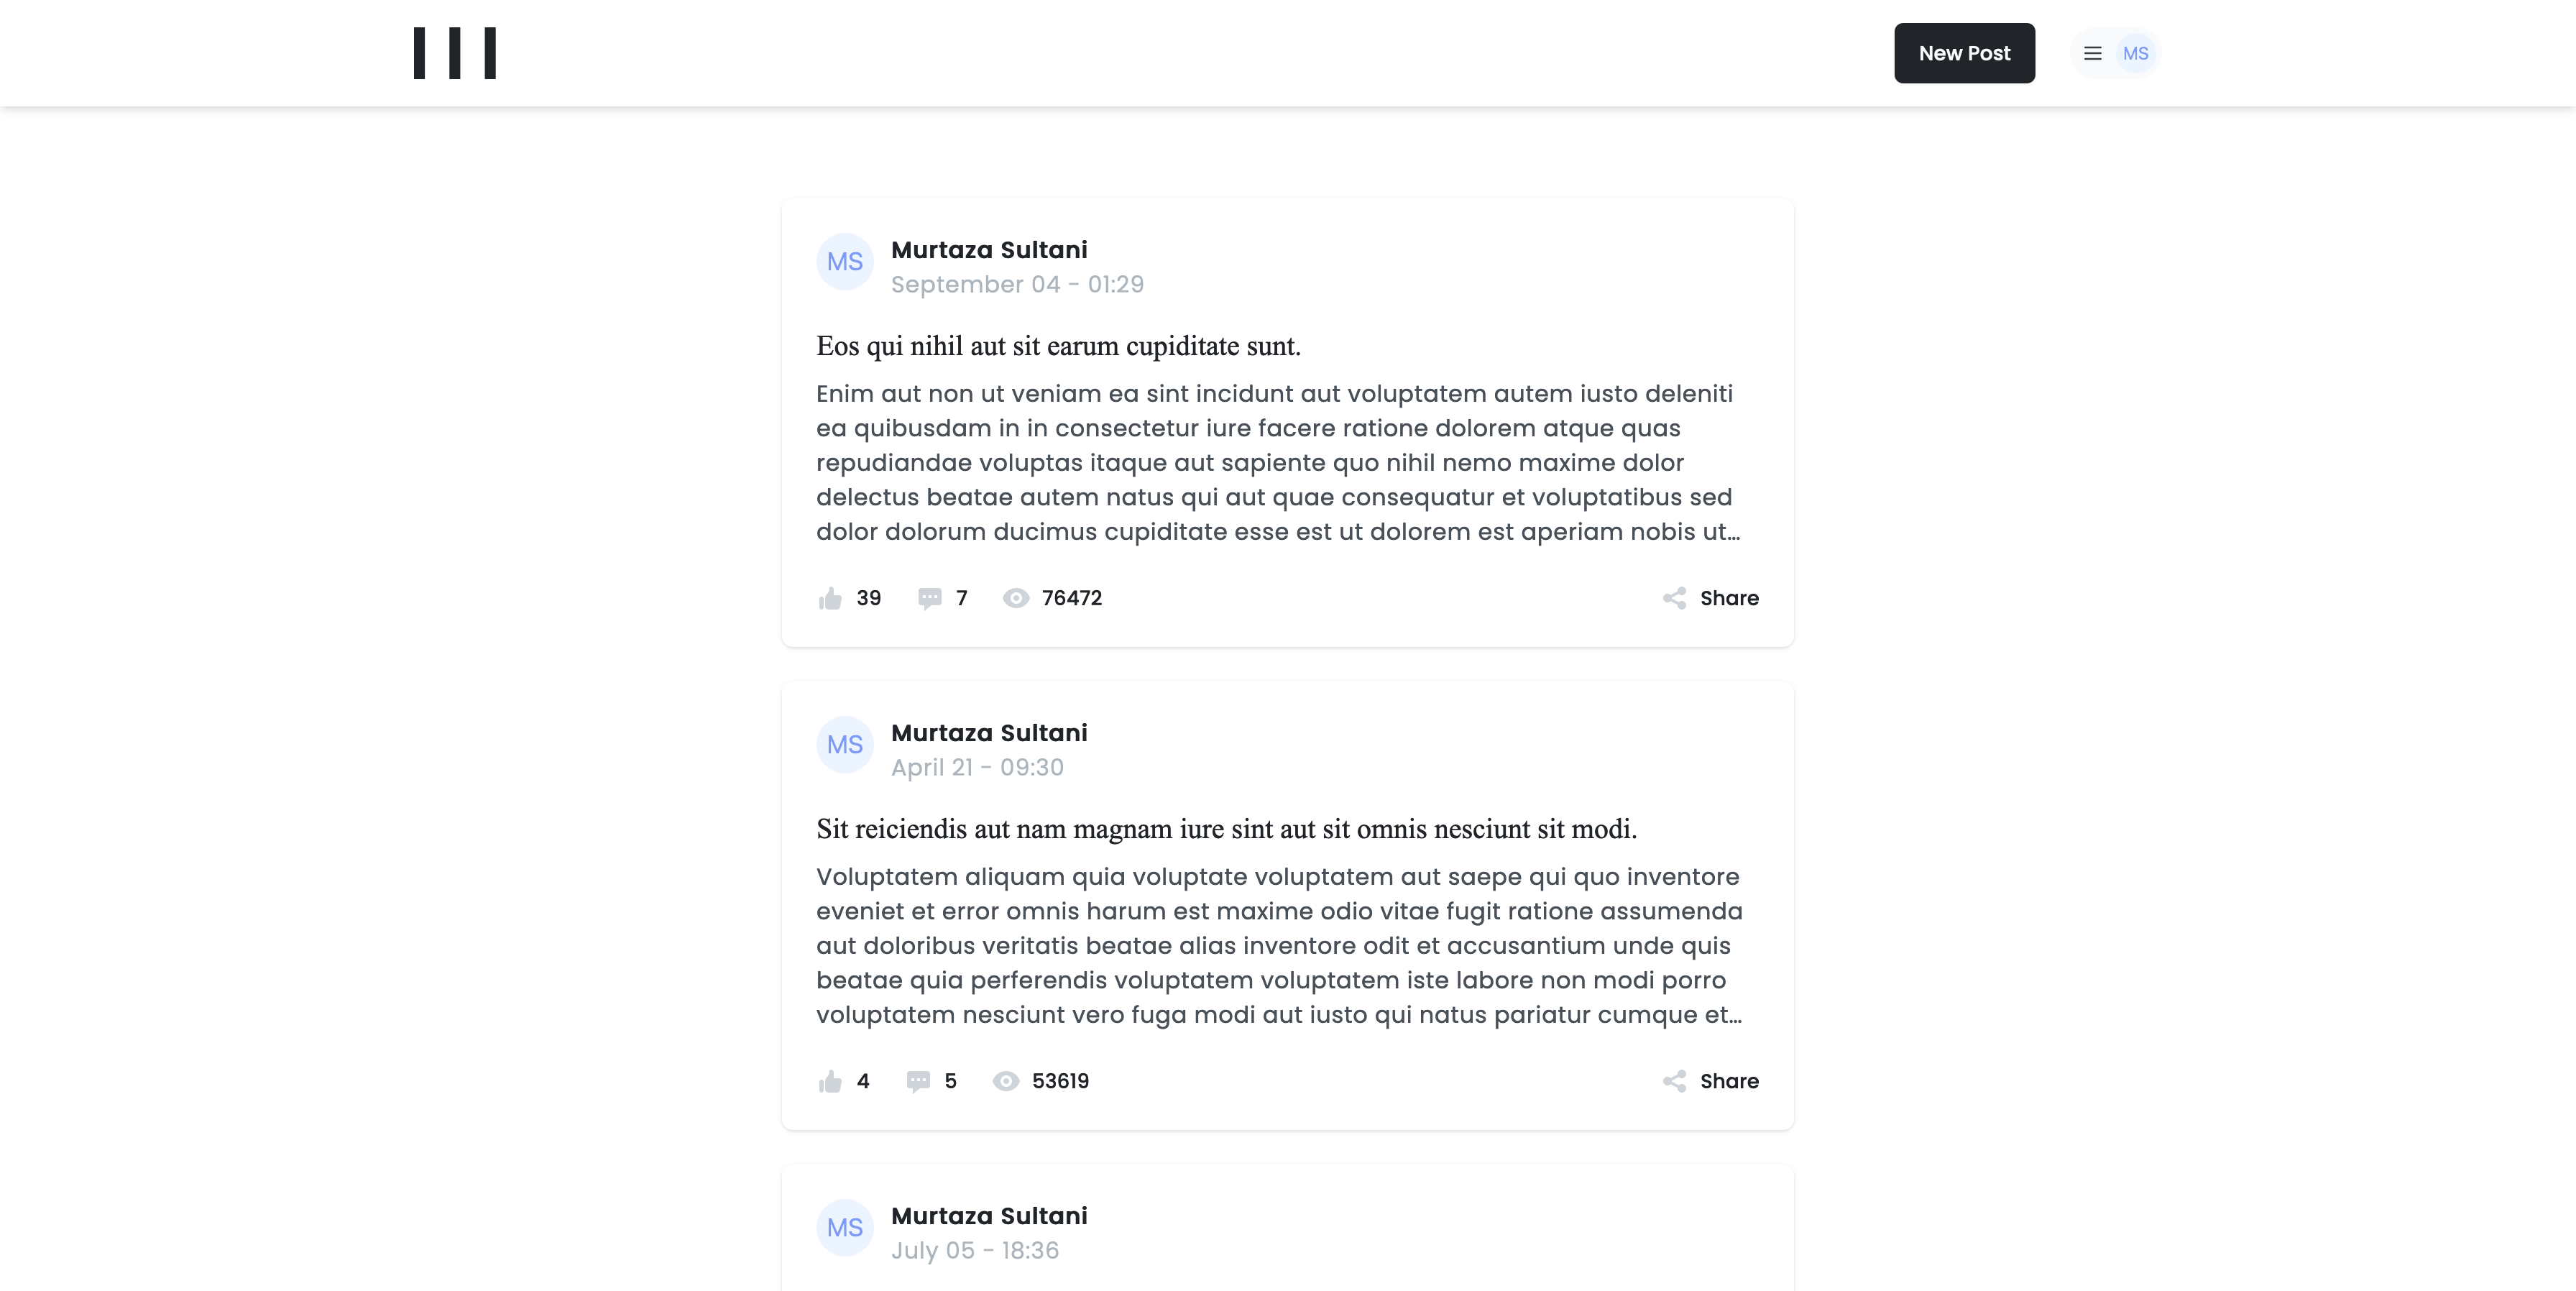 New Post
MS
MS
Murtaza Sultani
September 04 - 01:29
Eos qui nihil aut sit earum cupiditate sunt.
Enim aut non ut veniam ea sint incidunt aut voluptatem autem iusto deleniti
ea quibusdam in in consectetur iure facere ratione dolorem atque quas
repudiandae voluptas itaque aut sapiente quo nihil nemo maxime dolor
delectus beatae autem natus qui aut quae consequatur et voluptatibus sed
dolor dolorum ducimus cupiditate esse est ut dolorem est aperiam nobis ut...
39
7
76472
Share
MS
Murtaza Sultani
April 21 - 09:30
Sit reiciendis aut nam magnam iure sint aut sit omnis nesciunt sit modi.
Voluptatem aliquam quia voluptate voluptatem aut saepe qui quo inventore
eveniet et error omnis harum est maxime odio vitae fugit ratione assumenda
aut doloribus veritatis beatae alias inventore odit et accusantium unde quis
beatae quia perferendis voluptatem voluptatem iste labore non modi porro
voluptatem nesciunt vero fuga modi aut iusto qui natus pariatur cumque et...
4
5
53619
Share
MS
Murtaza Sultani
July 05 - 18:36